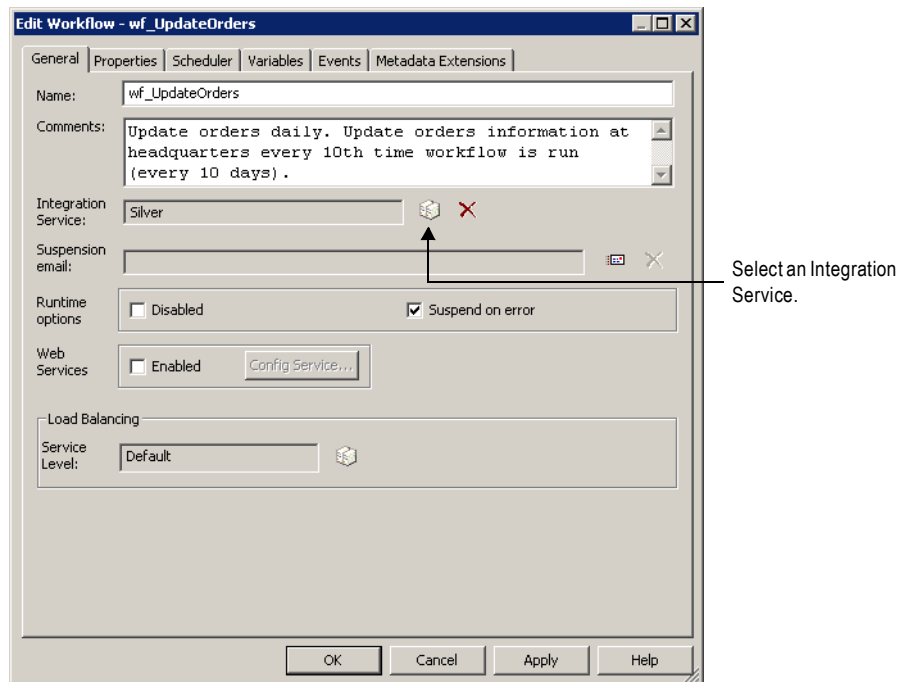 Edit Workflow - wf_UpdateOrders
General Properties Scheduler Variables Events Metadata Extensions
Name: wf_UpdateOrders
Comments: Update orders daily. Update orders information at
headquarters every 10th time workflow is run
(every 10 days).
Integration
Service: Silver
Suspension
email:
Select an Integration
Service.
Runtime
options Disabled Suspend on error
Web
Services Enabled Config Service...
Load Balancing
Service
Level: Default
OK Cancel Apply Help